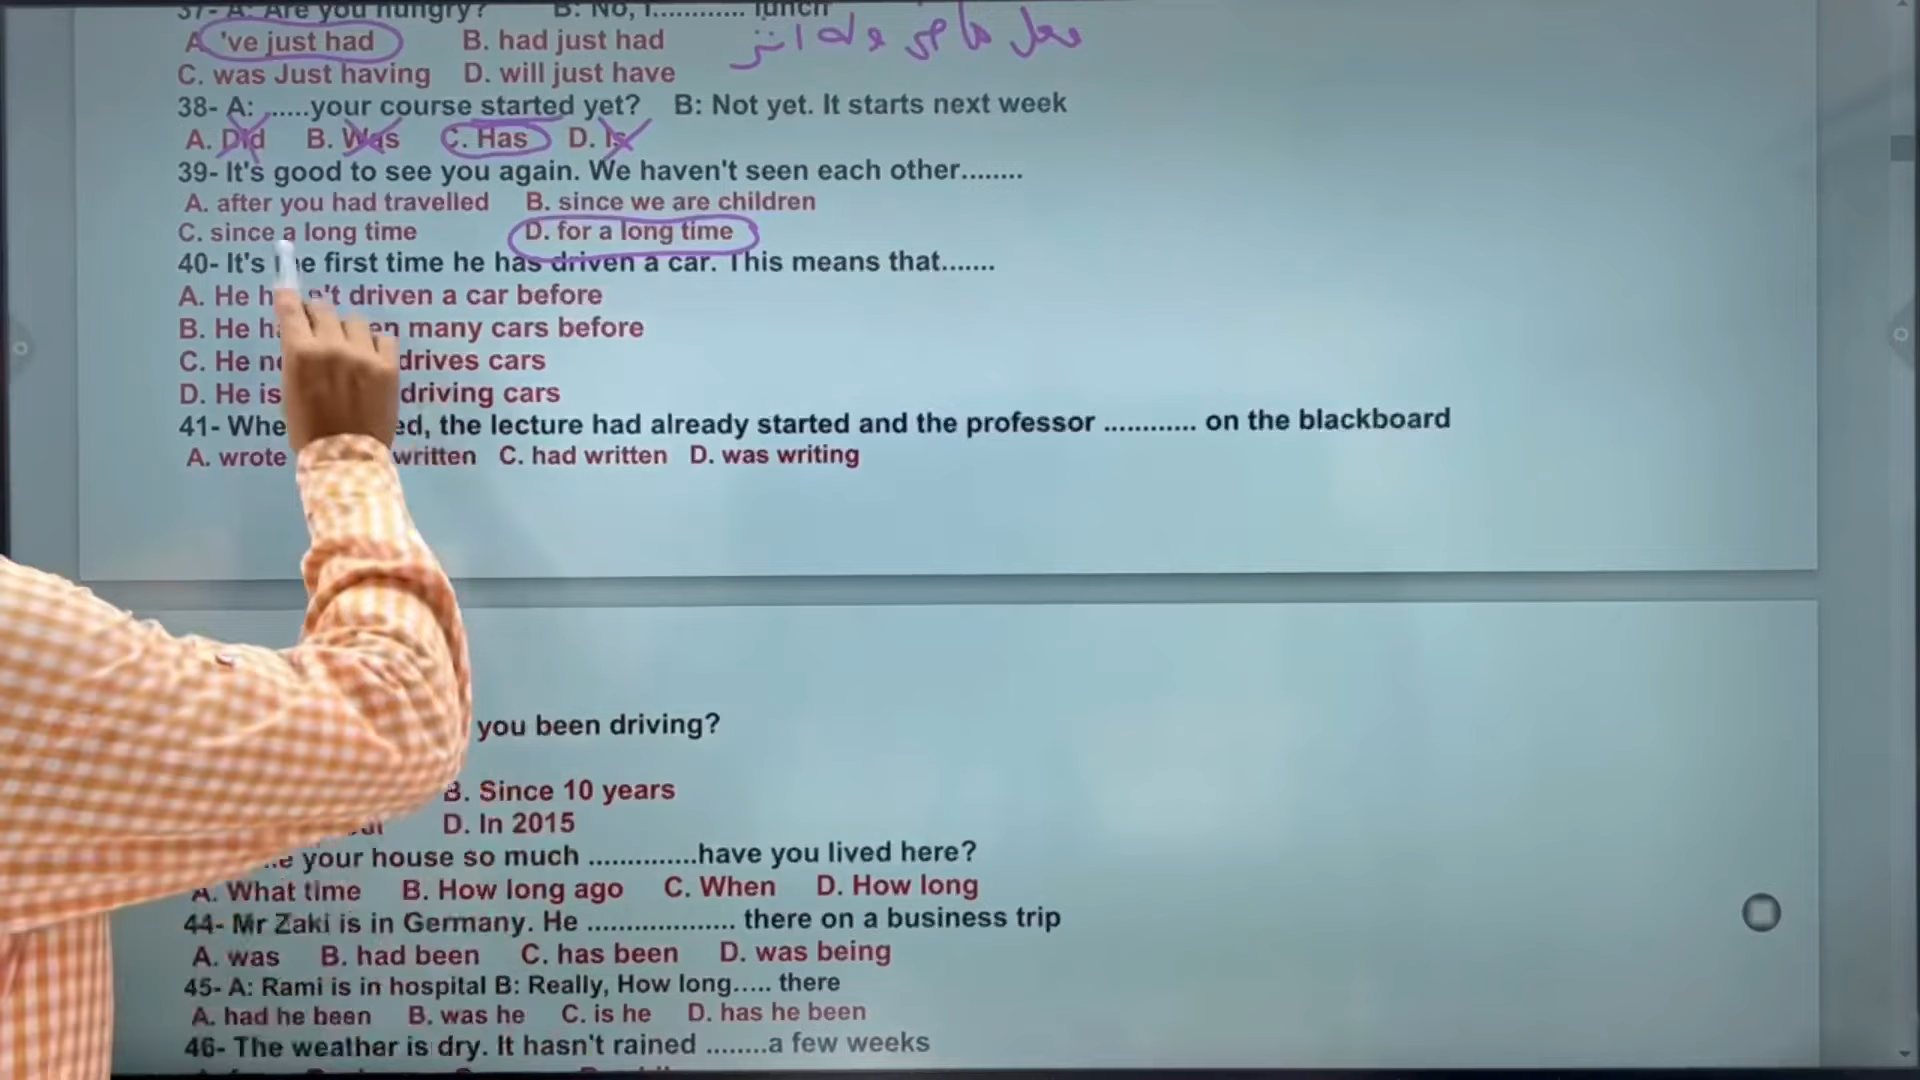 37- A: Are you hungry? B: No, I............ lunch
A. 've just had B. had just had
C. was Just having D. will just have
38- A: ......your course started yet? B: Not yet. It starts next week
A. Did B. Was C. Has D. Is
39- It's good to see you again. We haven't seen each other........
A. after you had travelled B. since we are children
C. since a long time D. for a long time
40- It's the first time he has driven a car. This means that.......
A. He h n't driven a car before
B. He h en many cars before
C. He n drives cars
D. He is driving cars
41- Whe ed, the lecture had already started and the professor ............ on the blackboard
A. wrote written C. had written D. was writing
you been driving?
B. Since 10 years
D. In 2015
your house so much ..............have you lived here?
A. What time B. How long ago C. When D. How long
44- Mr Zaki is in Germany. He ................... there on a business trip
A. was B. had been C. has been D. was being
45- A: Rami is in hospital B: Really, How long..... there
A. had he been B. was he C. is he D. has he been
46- The weather is dry. It hasn't rained ........a few weeks